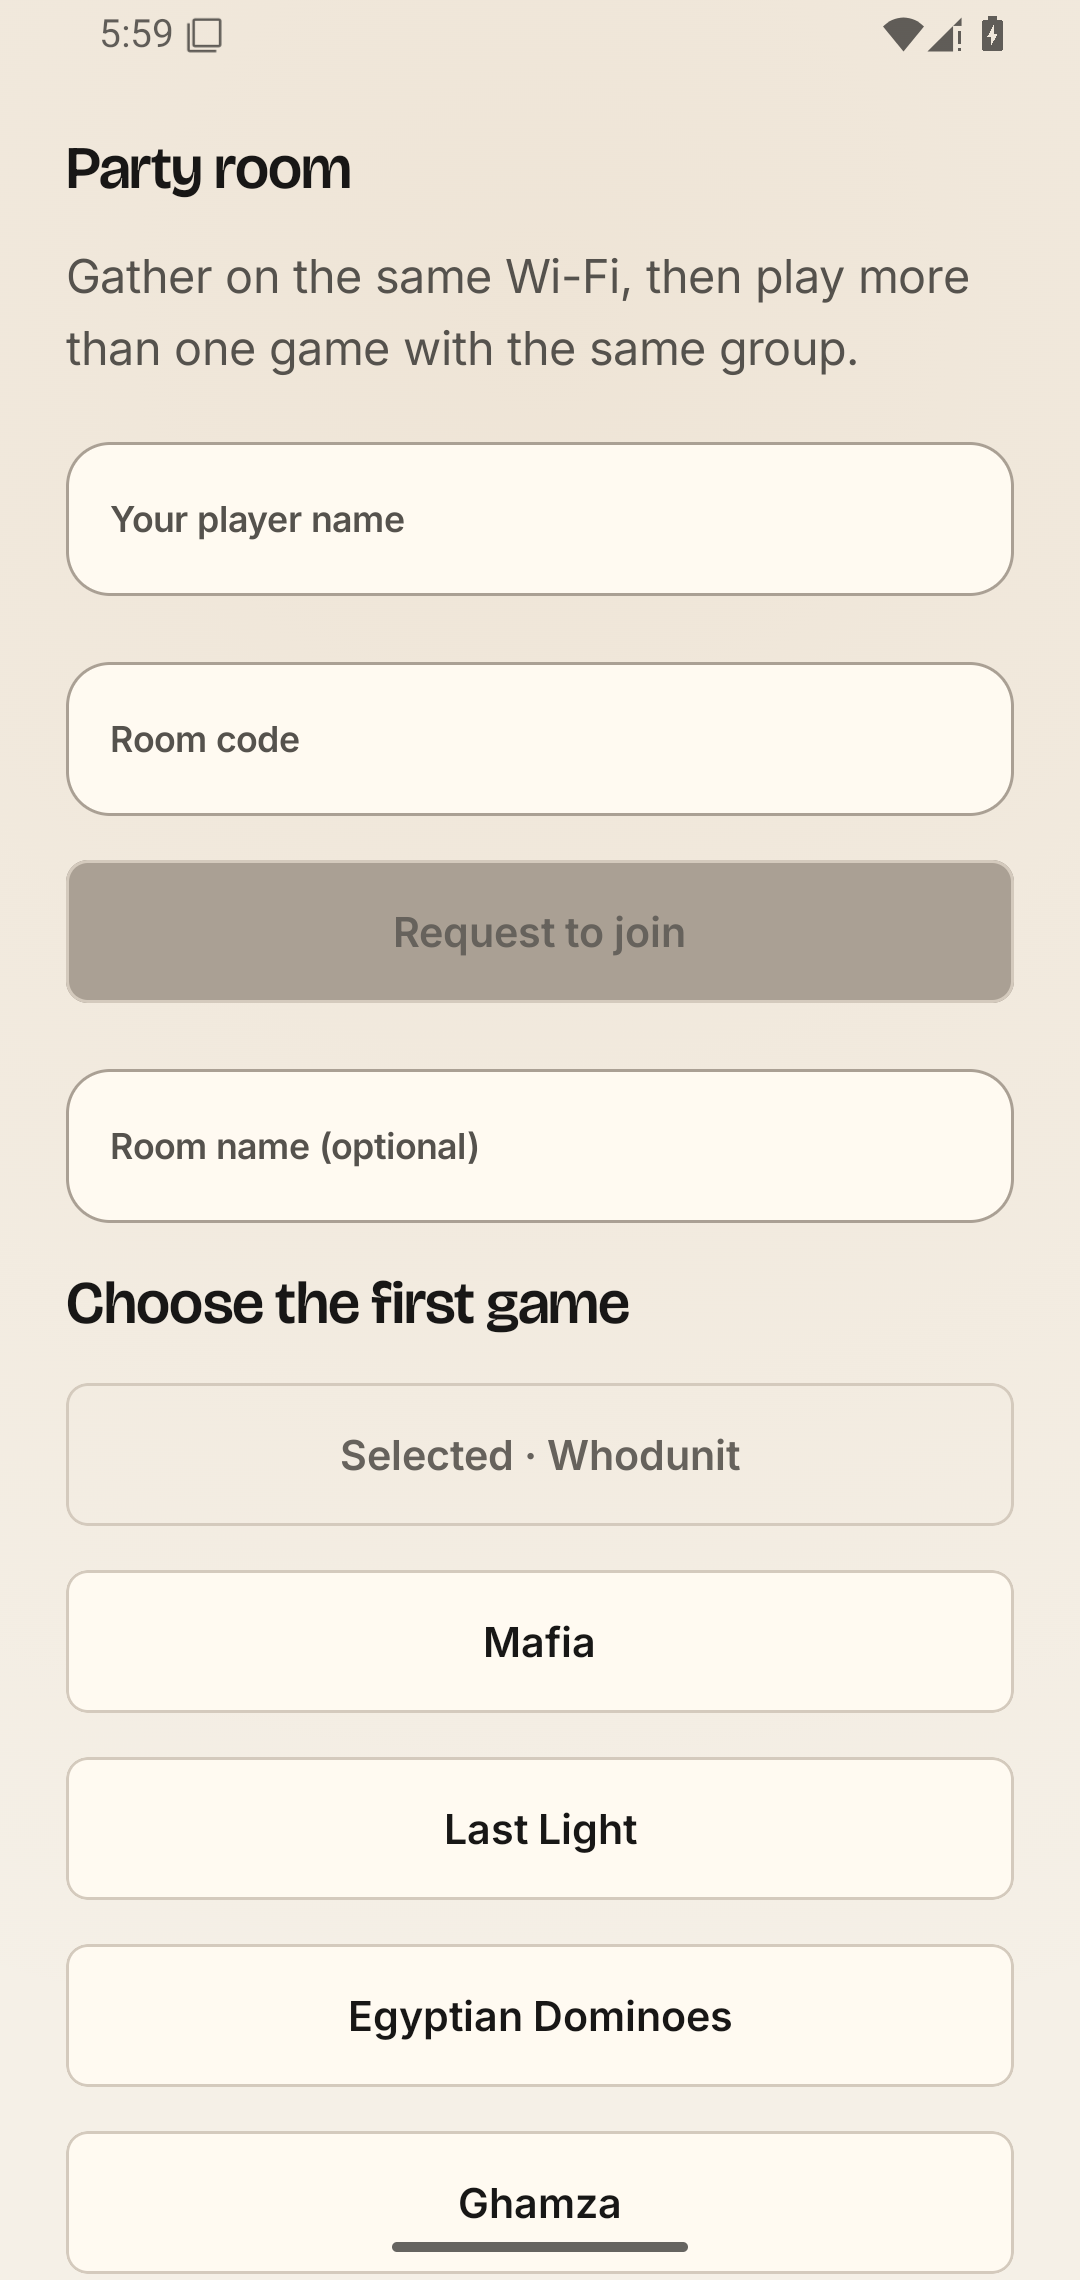 5:59
Party room
Gather on the same Wi-Fi, then play more
than one game with the same group.
Your player name
Room code
Request to join
Room name (optional)
Choose the first game
Selected · Whodunit
Mafia
Last Light
Egyptian Dominoes
Ghamza